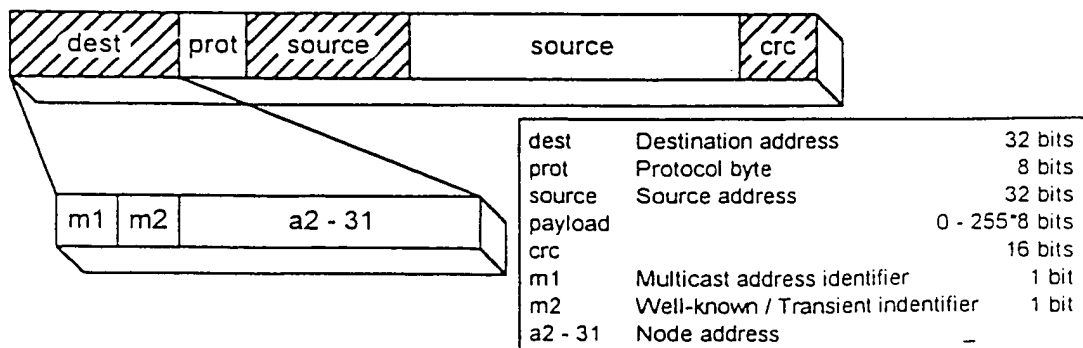 dest prot source source crc
m1 m2 a2 - 31
dest Destination address 32 bits
prot Protocol byte 8 bits
source Source address 32 bits
payload 0 - 255*8 bits
crc 16 bits
m1 Multicast address identifier 1 bit
m2 Well-known / Transient indentifier 1 bit
a2 - 31 Node address